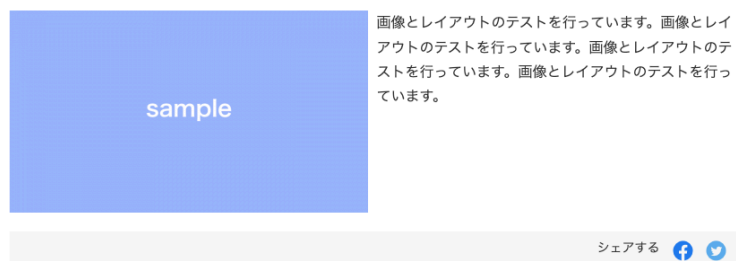 sample
画像とレイアウトのテストを行っています。画像とレイ
アウトのテストを行っています。画像とレイアウトのテ
ストを行っています。画像とレイアウトのテストを行っ
ています。
シェアする